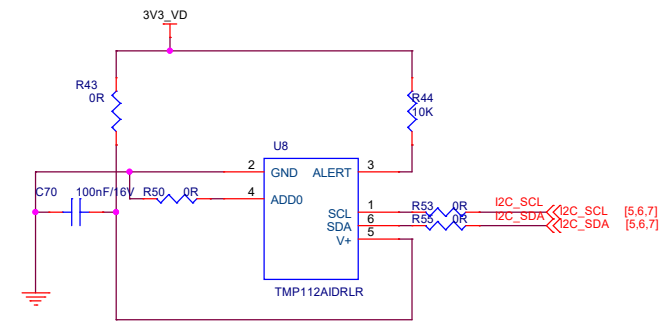 3V3_VD
R43
0R
R44
10K
U8
2
GND
ALERT
3
C70
100nF/16V
R50
0R
4
ADD0
SCL
1
R53
0R
I2C_SCL
I2C_SCL
[5,6,7]
SDA
6
R55
0R
I2C_SDA
I2C_SDA
[5,6,7]
V+
5
TMP112AIDRLR